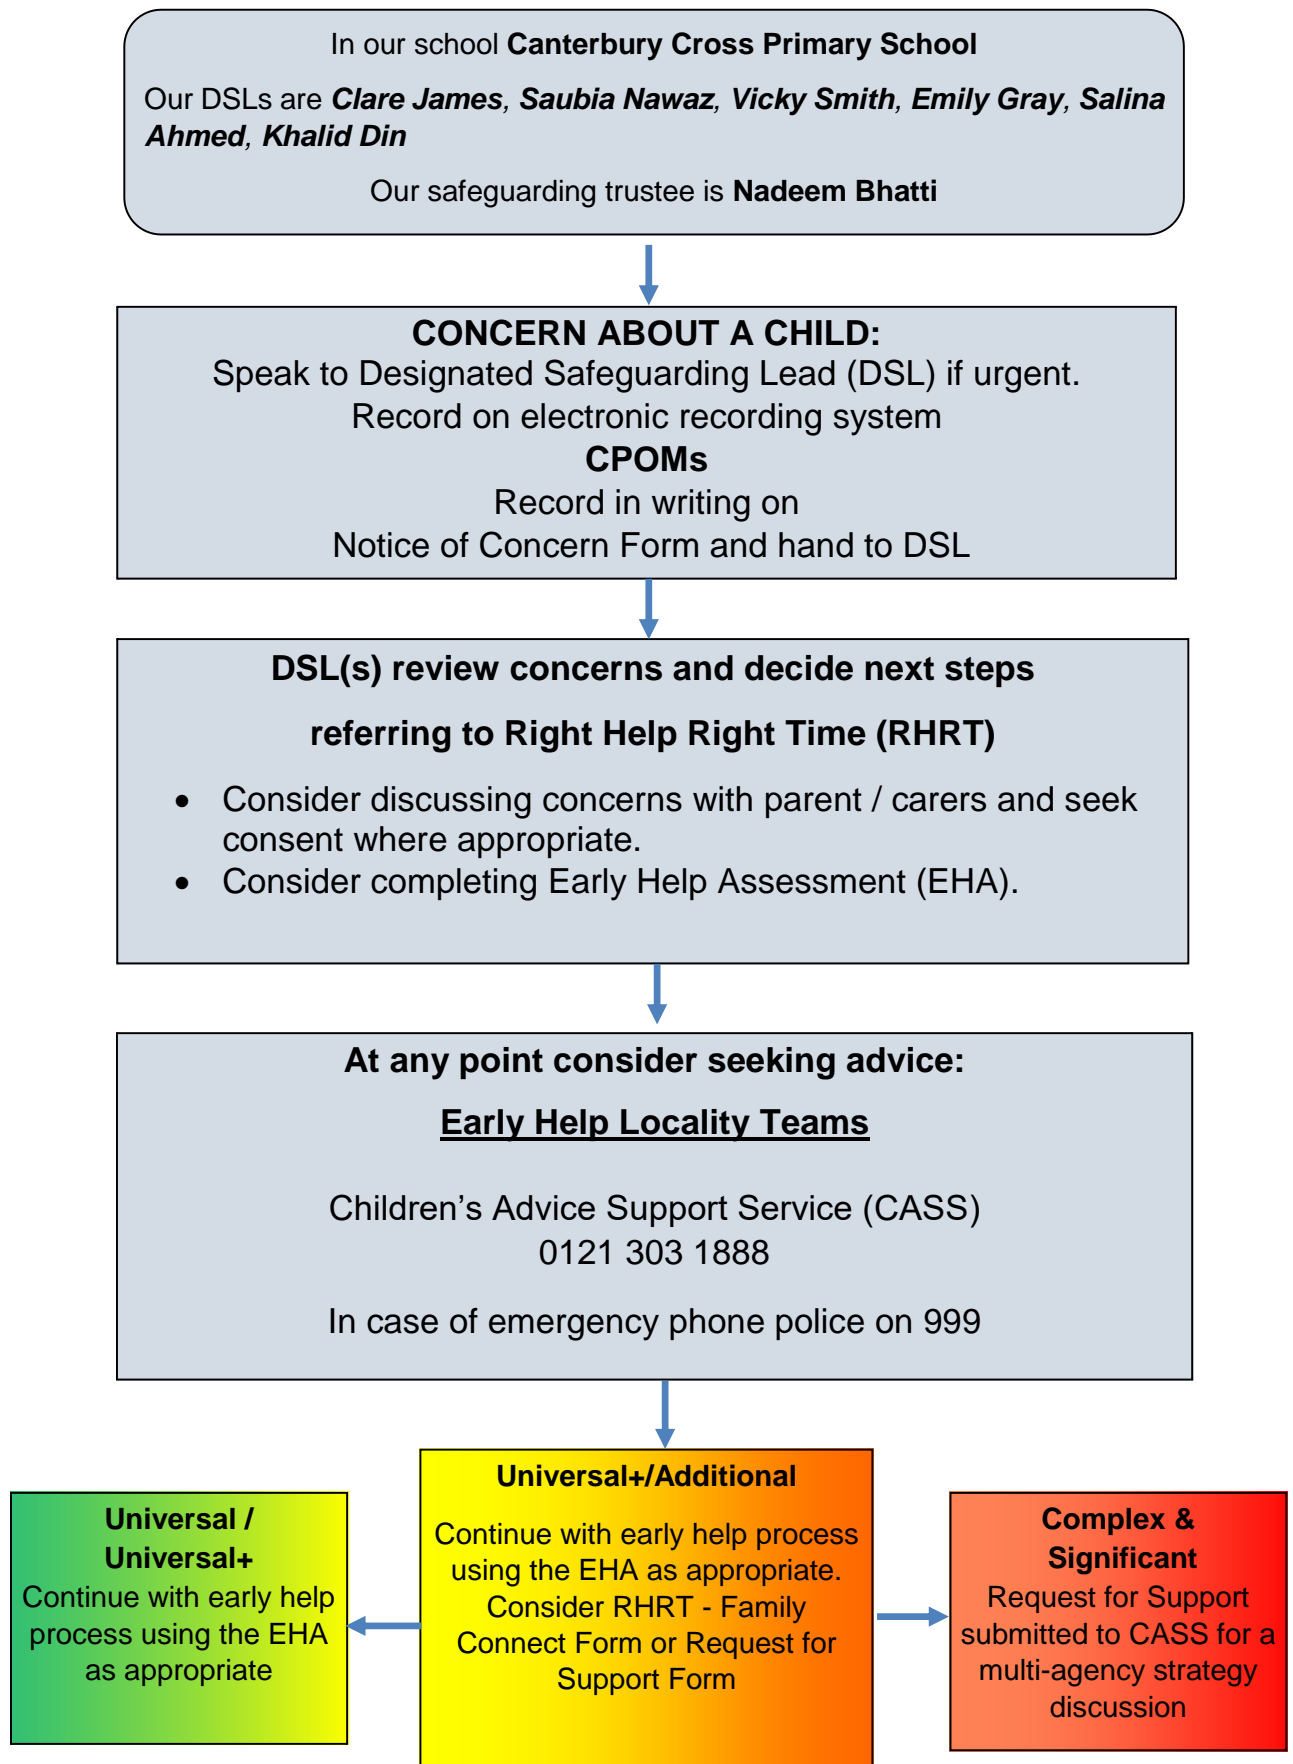 In our school Canterbury Cross Primary School
Our DSLs are Clare James, Saubia Nawaz, Vicky Smith, Emily Gray, Salina
Ahmed, Khalid Din
Our safeguarding trustee is Nadeem Bhatti
CONCERN ABOUT A CHILD:
Speak to Designated Safeguarding Lead (DSL) if urgent.
Record on electronic recording system
CPOMs
Record in writing on
Notice of Concern Form and hand to DSL
DSL(s) review concerns and decide next steps
referring to Right Help Right Time (RHRT)
• Consider discussing concerns with parent / carers and seek
consent where appropriate.
• Consider completing Early Help Assessment (EHA).
At any point consider seeking advice:
Early Help Locality Teams
Children’s Advice Support Service (CASS)
0121 303 1888
In case of emergency phone police on 999
Universal /
Universal+
Continue with early help
process using the EHA
as appropriate
Universal+/Additional
Continue with early help process
using the EHA as appropriate.
Consider RHRT - Family
Connect Form or Request for
Support Form
Complex &
Significant
Request for Support
submitted to CASS for a
multi-agency strategy
discussion